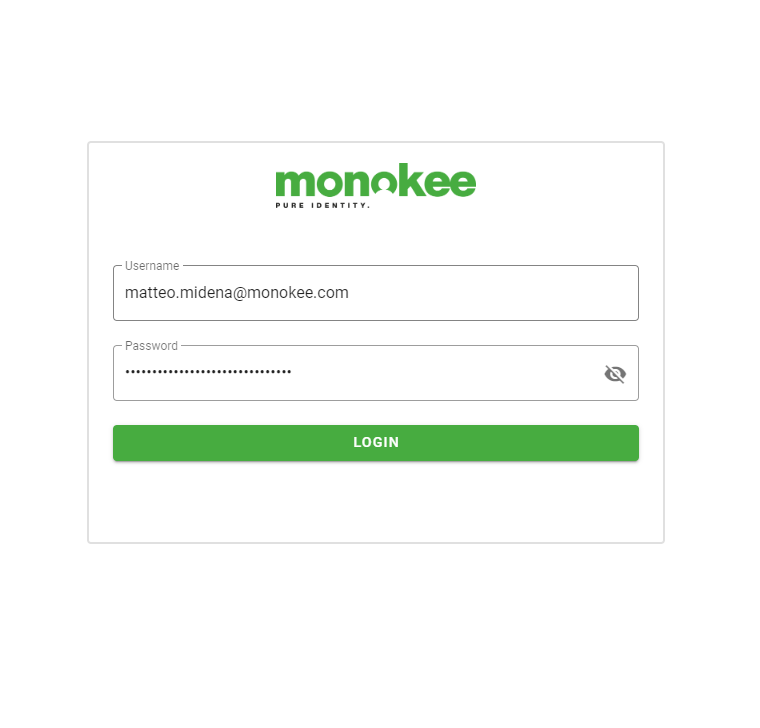 monokee
PURE IDENTITY.
Username
matteo.midena@monokee.com
Password
•••••••••••••••••••••••••••••••
LOGIN